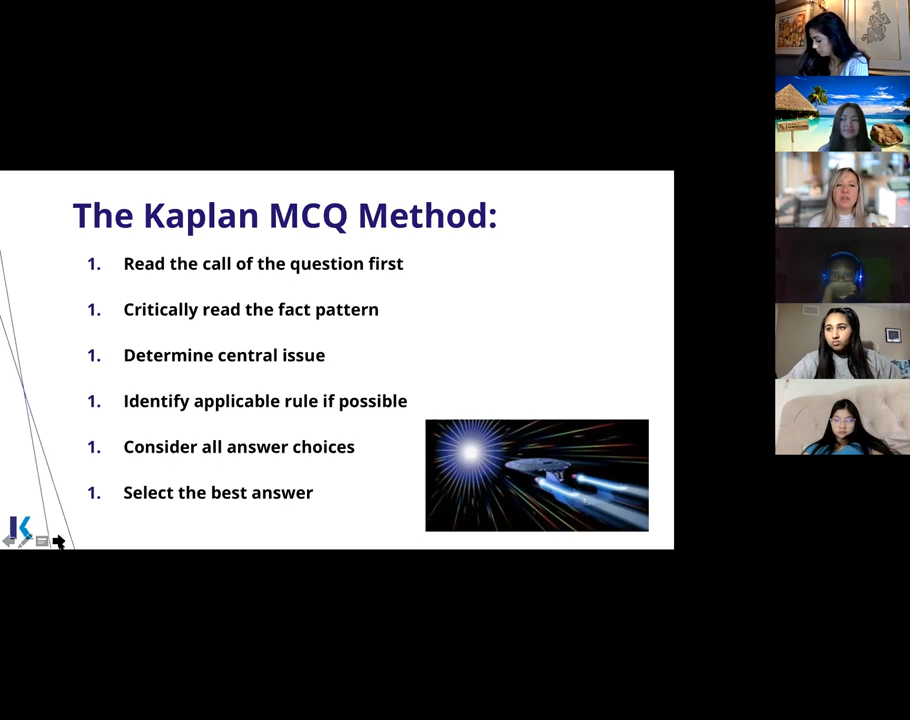 The Kaplan MCQ Method:
1. Read the call of the question first
1. Critically read the fact pattern
1. Determine central issue
1. Identify applicable rule if possible
1. Consider all answer choices
1. Select the best answer
K